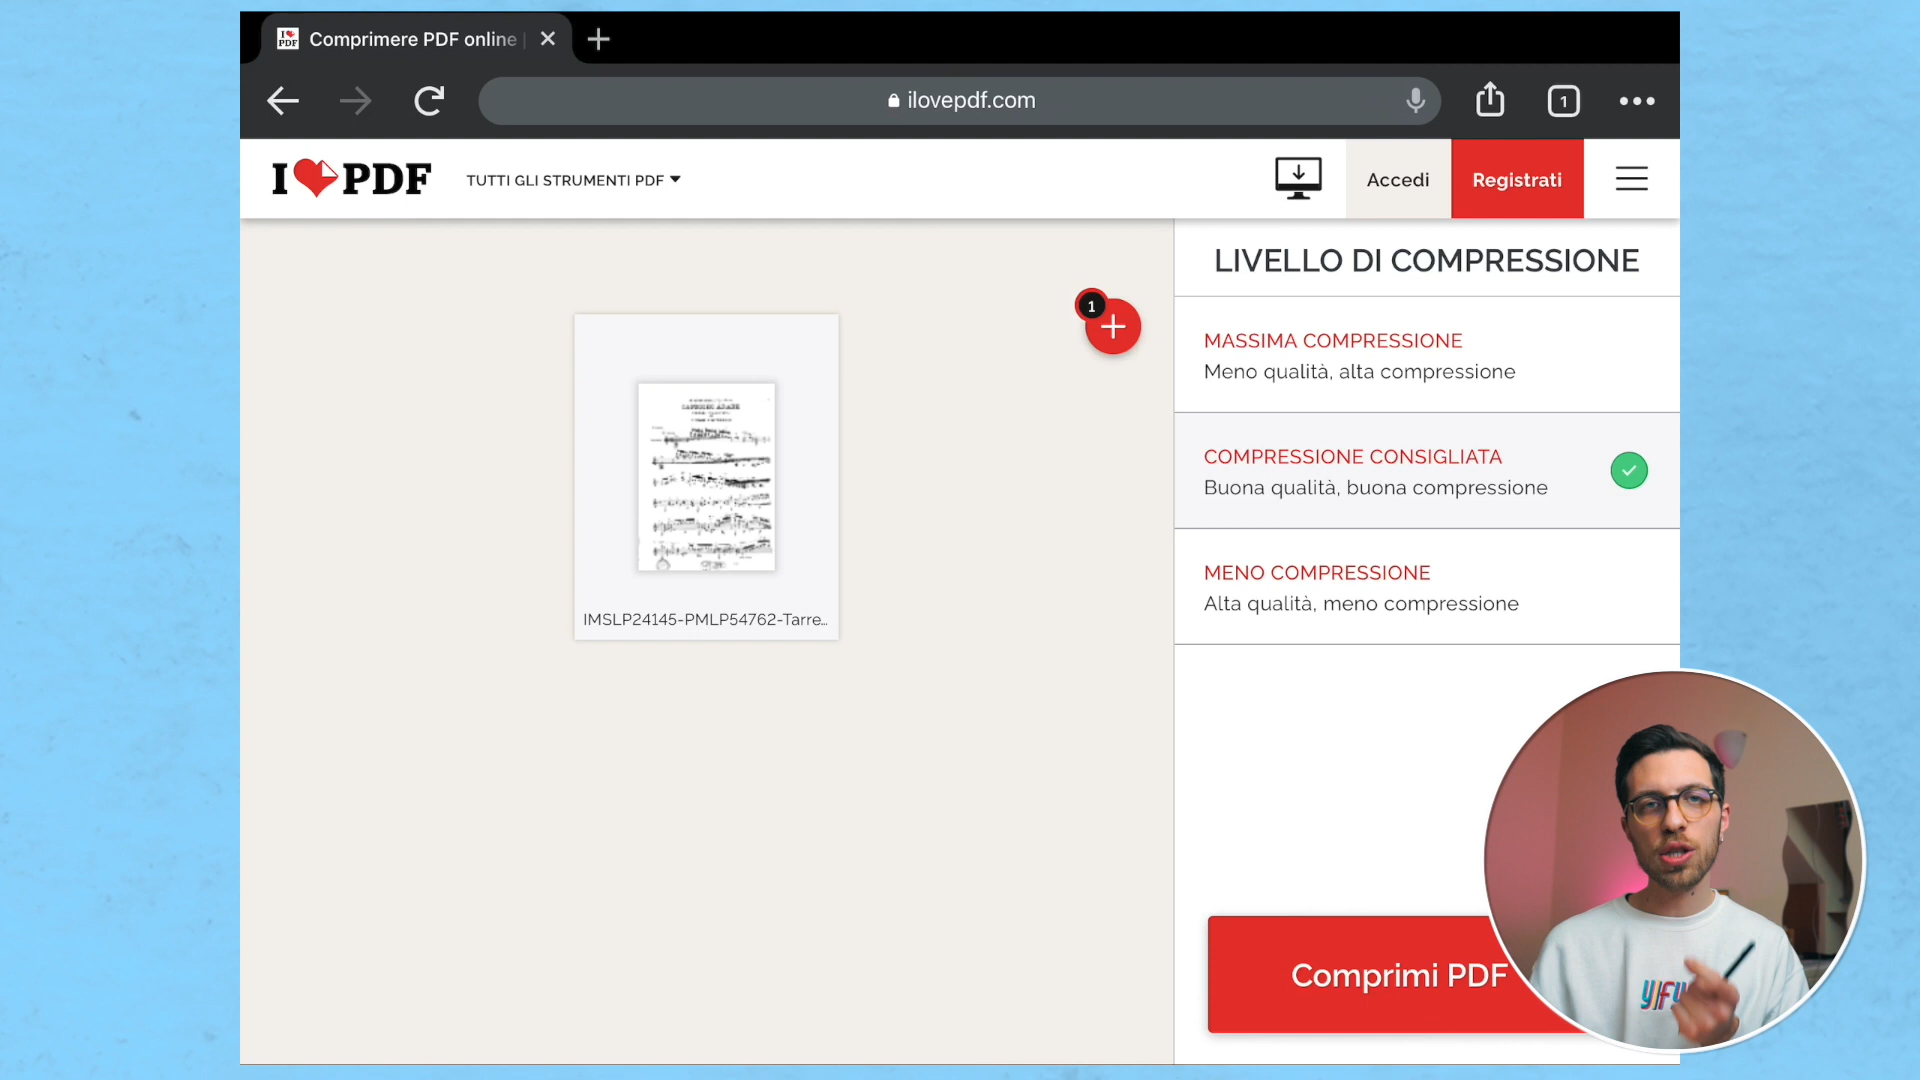 Comprimere PDF online
ilovepdf.com
1
I PDF
TUTTI GLI STRUMENTI PDF
Accedi
Registrati
LIVELLO DI COMPRESSIONE
1
MASSIMA COMPRESSIONE
Meno qualità, alta compressione
COMPRESSIONE CONSIGLIATA
Buona qualità, buona compressione
MENO COMPRESSIONE
Alta qualità, meno compressione
CAPRICHO ARABE
IMSLP24145-PMLP54762-Tarre...
Comprimi PDF